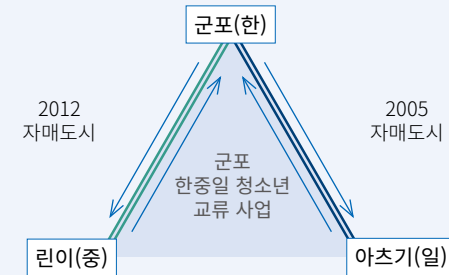 군포(한)
2012
자매도시
2005
자매도시
군포
한중일 청소년
교류 사업
린이(중)
아츠기(일)